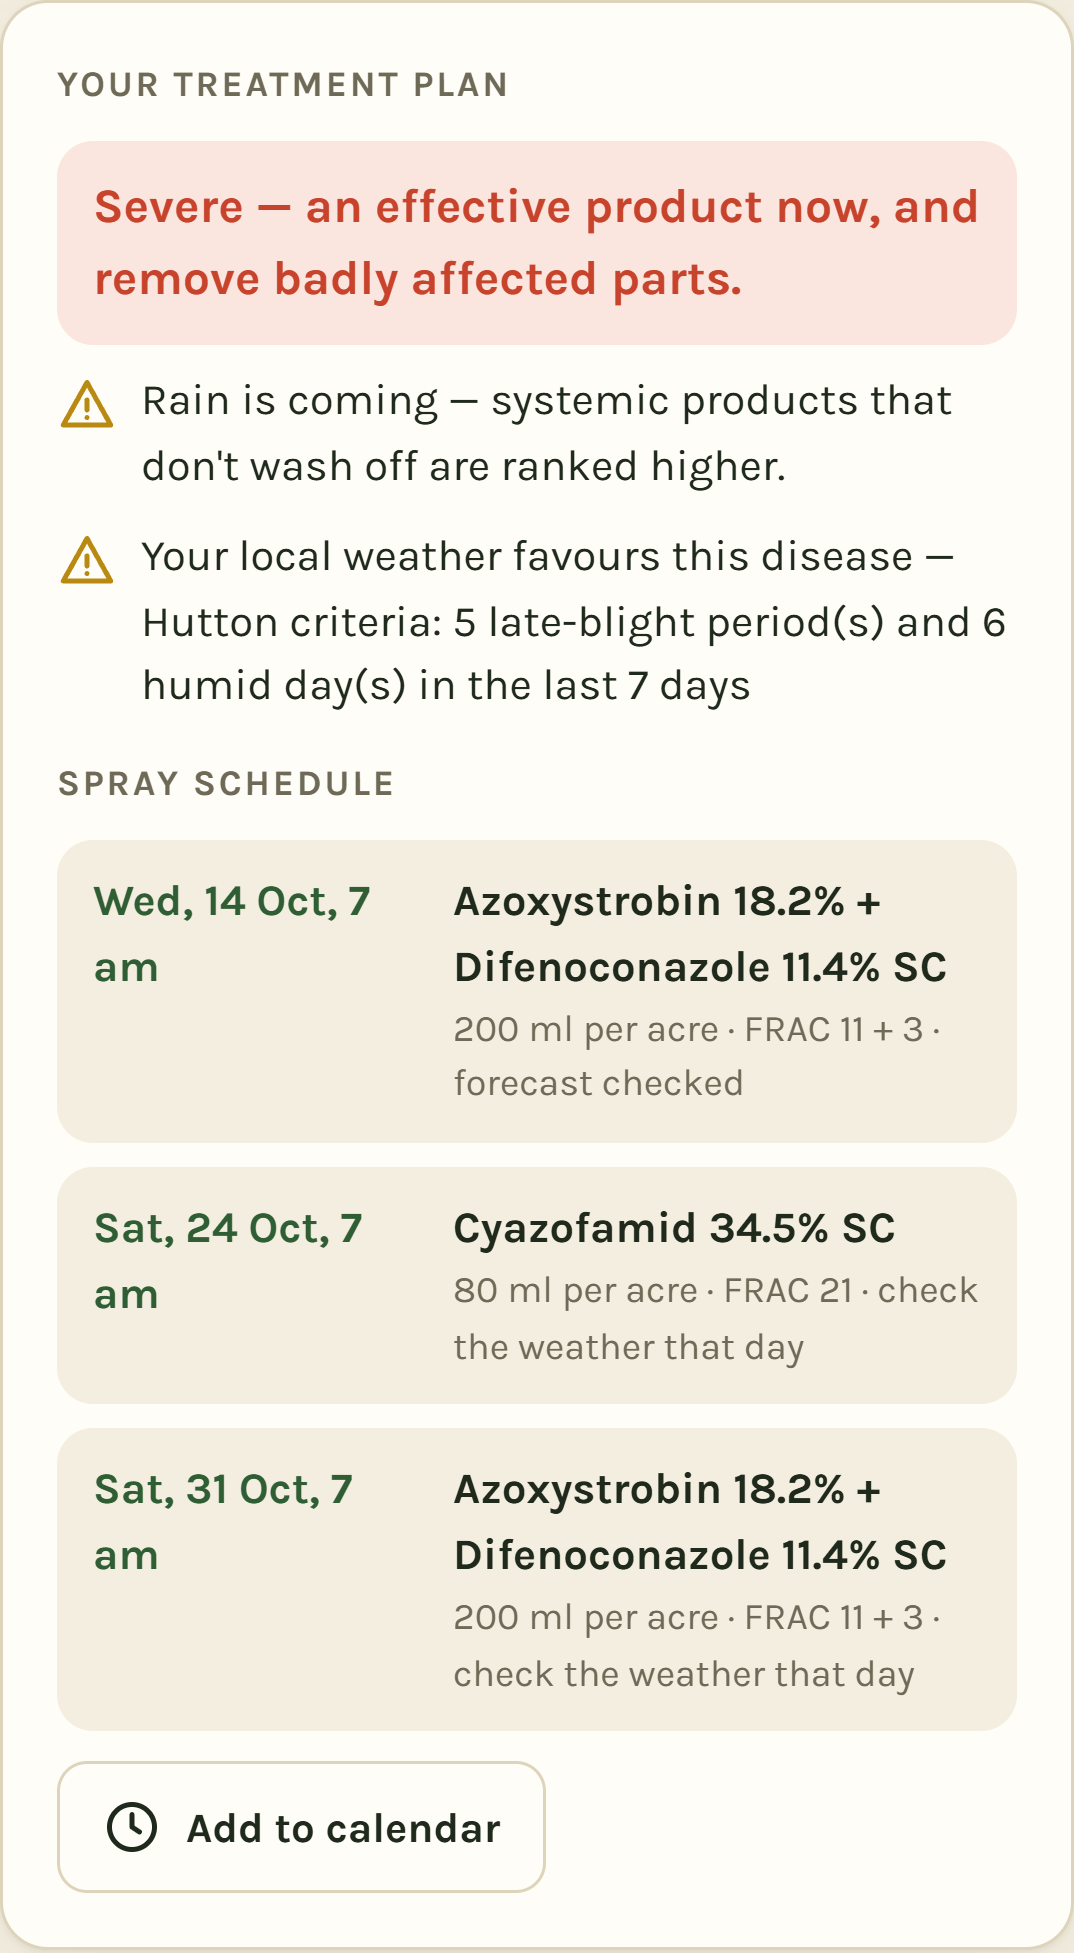 YOUR TREATMENT PLAN
Severe — an effective product now, and
remove badly affected parts.
Rain is coming — systemic products that
don't wash off are ranked higher.
Your local weather favours this disease —
Hutton criteria: 5 late-blight period(s) and 6
humid day(s) in the last 7 days
SPRAY SCHEDULE
Wed, 14 Oct, 7
am
Azoxystrobin 18.2% +
Difenoconazole 11.4% SC
200 ml per acre · FRAC 11 + 3 ·
forecast checked
Sat, 24 Oct, 7
am
Cyazofamid 34.5% SC
80 ml per acre · FRAC 21 · check
the weather that day
Sat, 31 Oct, 7
am
Azoxystrobin 18.2% +
Difenoconazole 11.4% SC
200 ml per acre · FRAC 11 + 3 ·
check the weather that day
Add to calendar